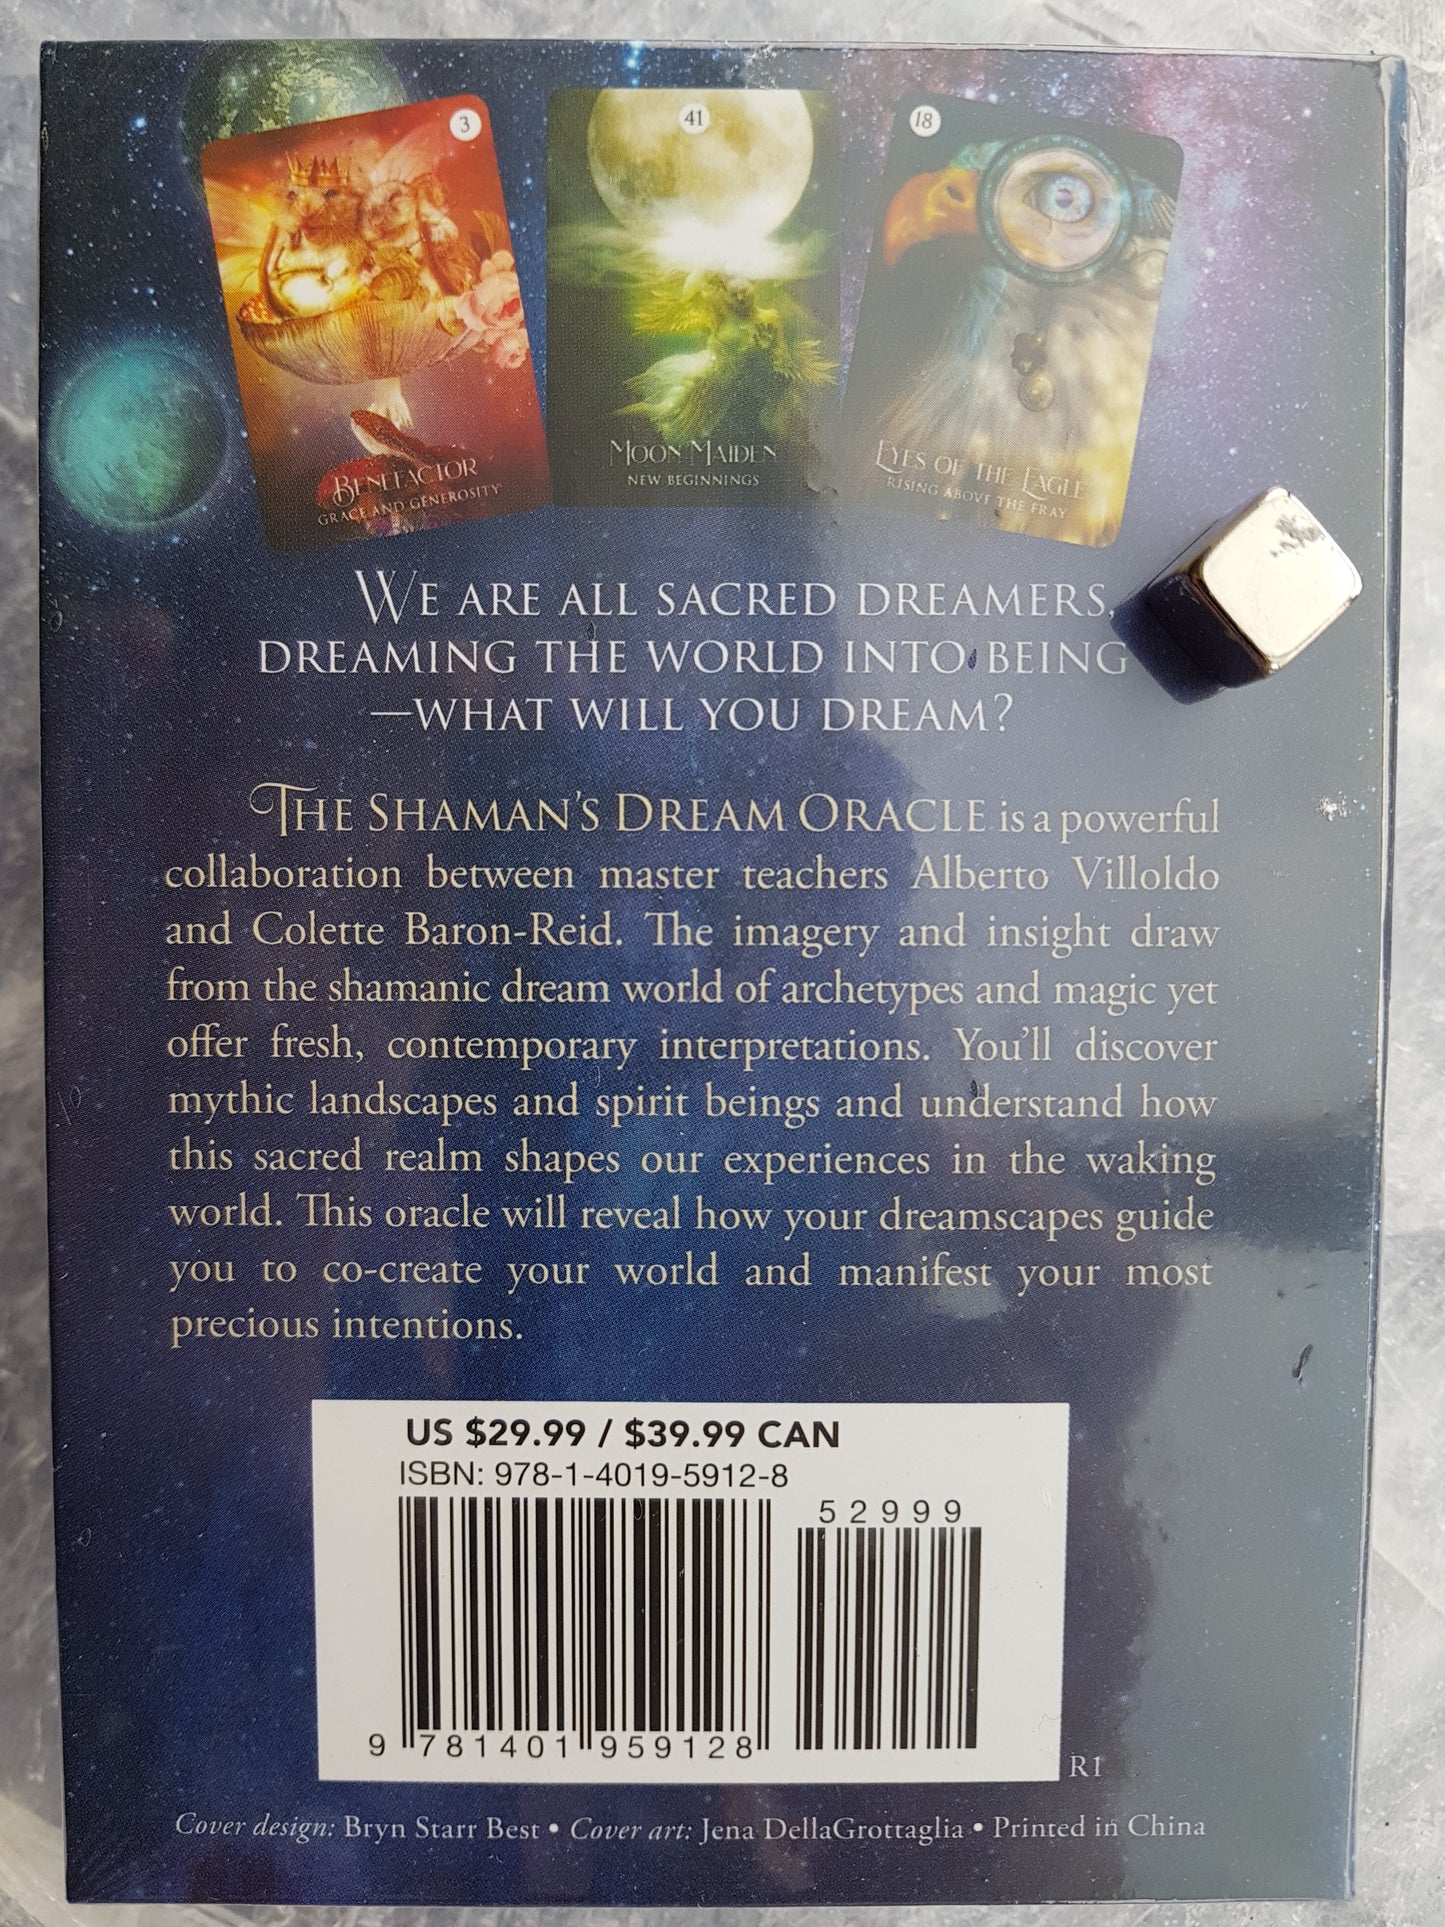 3
BENEFACTOR
GRACE AND GENEROSITY
41
MOON MAIDEN
NEW BEGINNINGS
18
EYES OF THE EAGLE
RISING ABOVE THE FRAY
WE ARE ALL SACRED DREAMERS,
DREAMING THE WORLD INTO BEING
—WHAT WILL YOU DREAM?
THE SHAMAN'S DREAM ORACLE is a powerful
collaboration between master teachers Alberto Villoldo
and Colette Baron-Reid. The imagery and insight draw
from the shamanic dream world of archetypes and magic yet
offer fresh, contemporary interpretations. You'll discover
mythic landscapes and spirit beings and understand how
this sacred realm shapes our experiences in the waking
world. This oracle will reveal how your dreamscapes guide
you to co-create your world and manifest your most
precious intentions.
US $29.99 / $39.99 CAN
ISBN: 978-1-4019-5912-8
52999
9 781401 959128
R1
Cover design: Bryn Starr Best • Cover art: Jena DellaGrottaglia • Printed in China